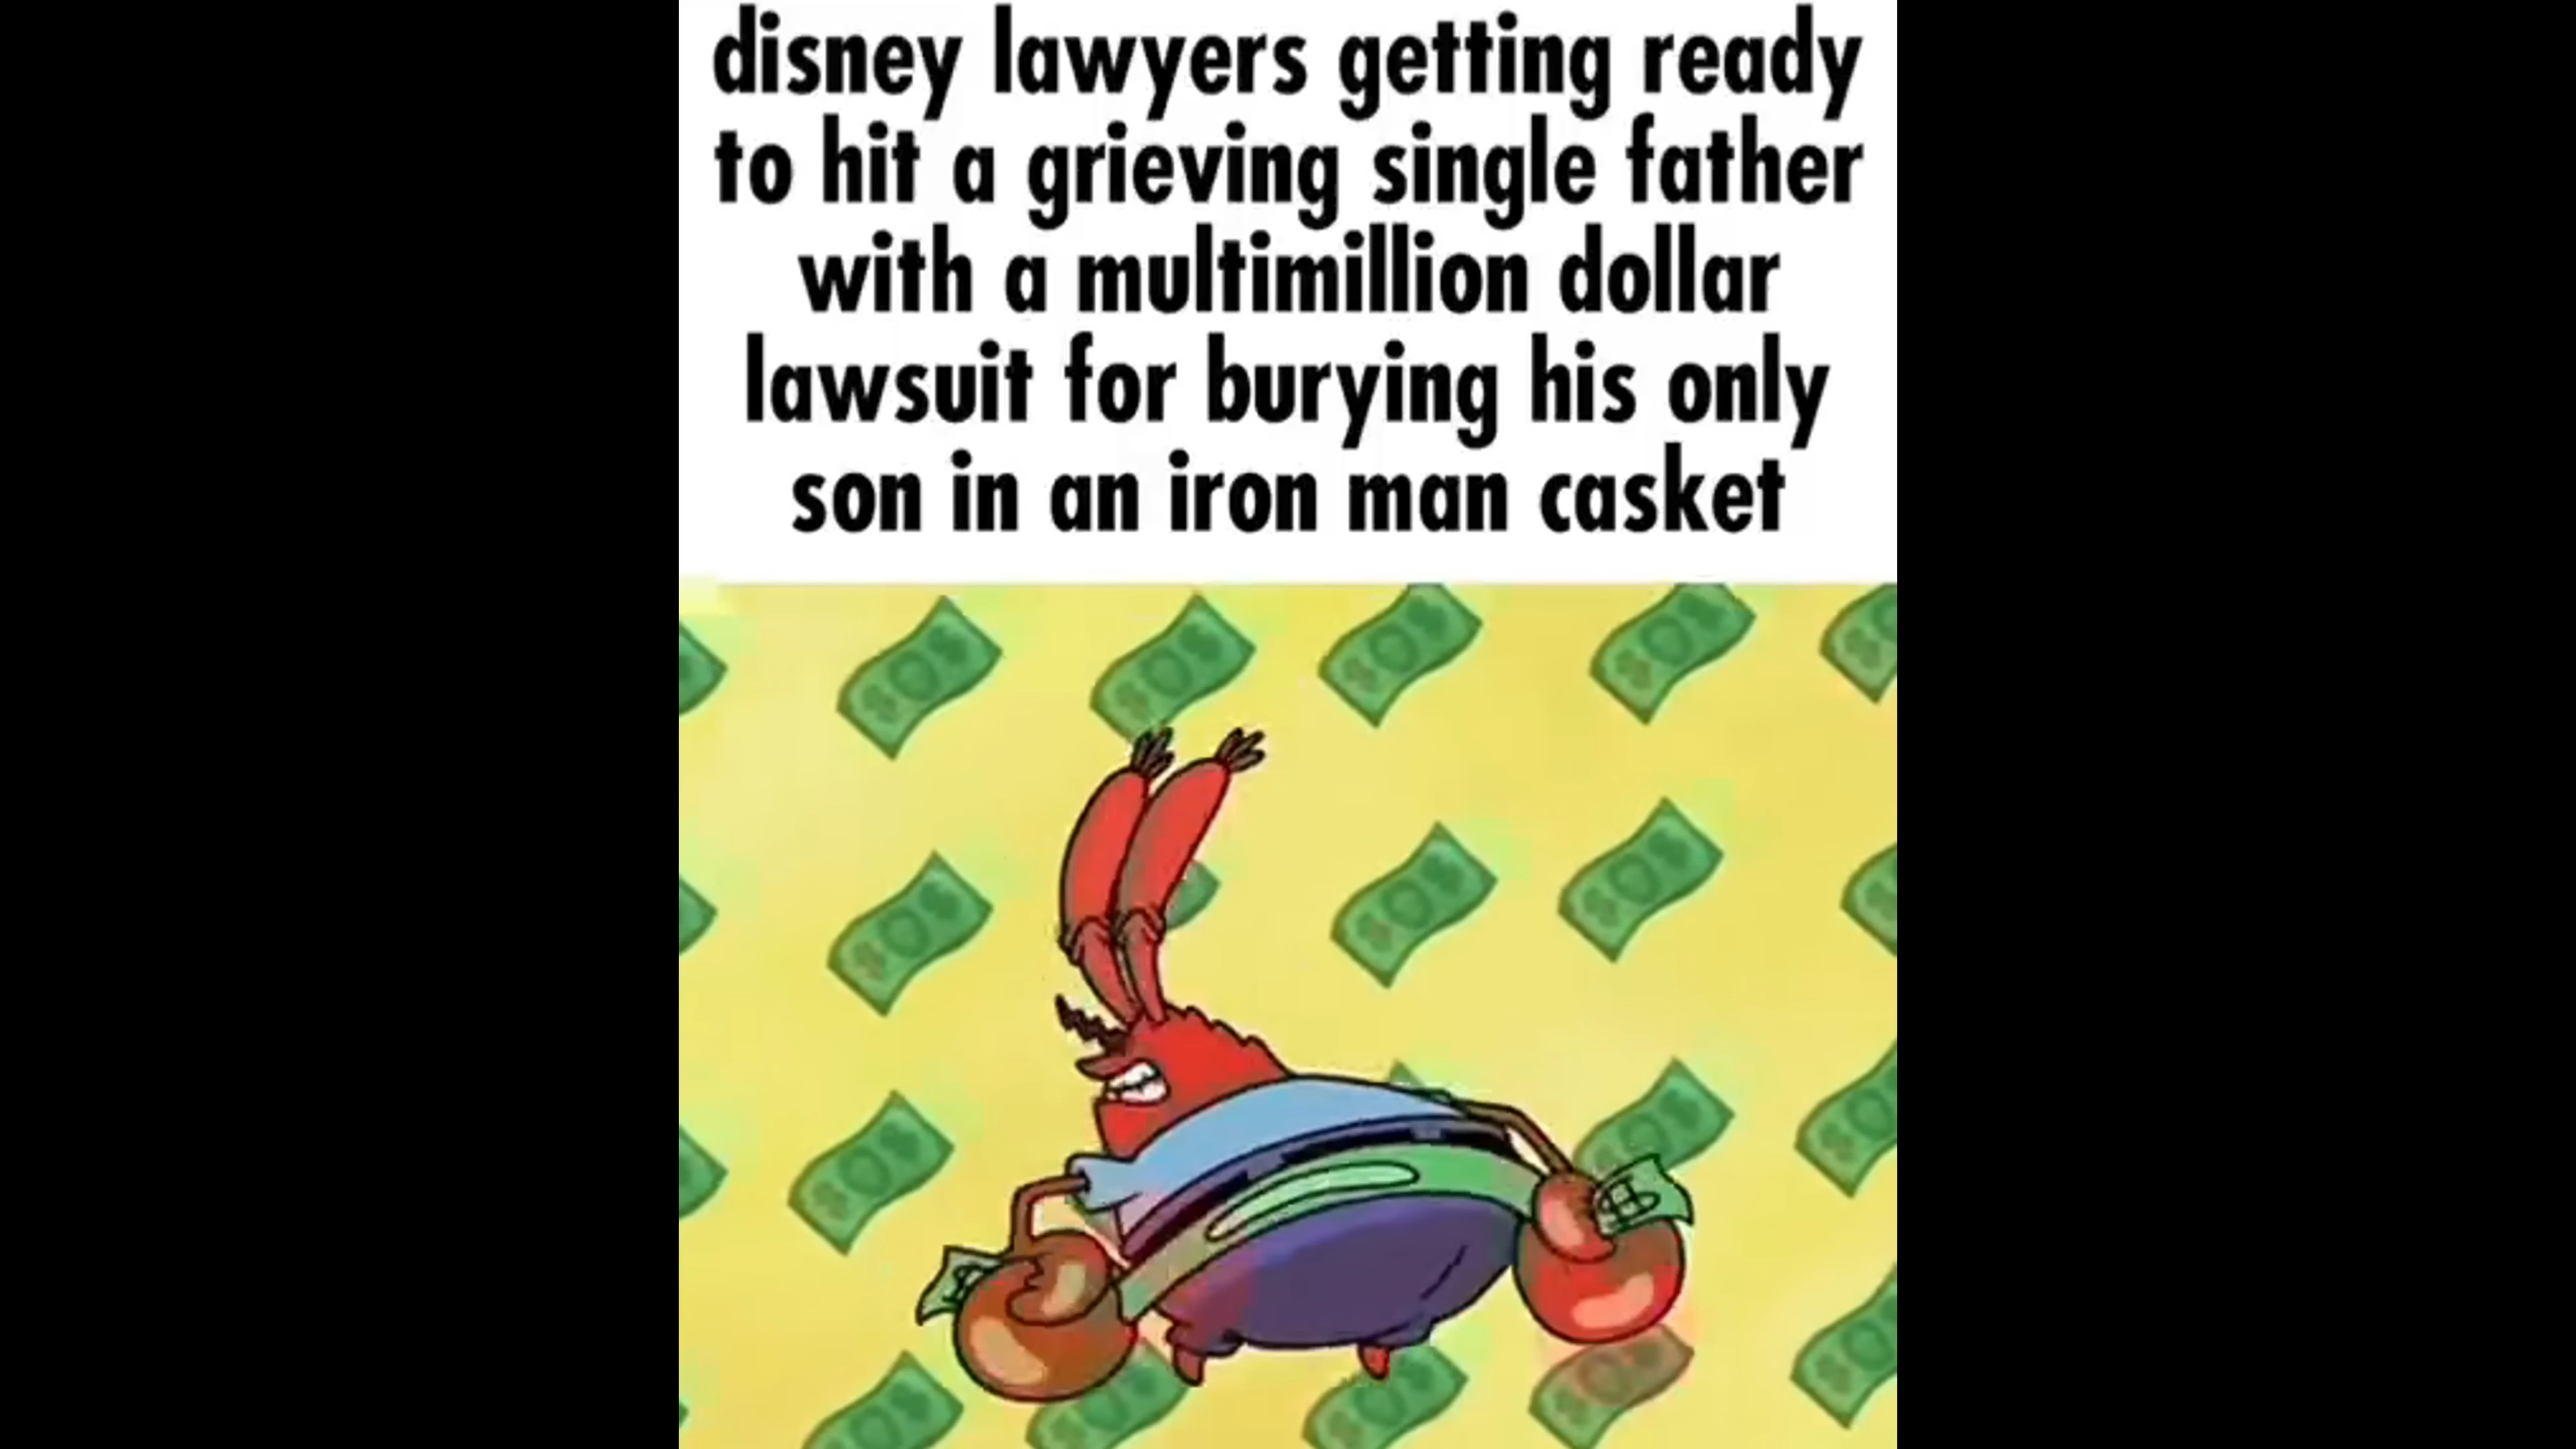 disney lawyers getting ready
to hit a grieving single father
with a multimillion dollar
lawsuit for burying his only
son in an iron man casket